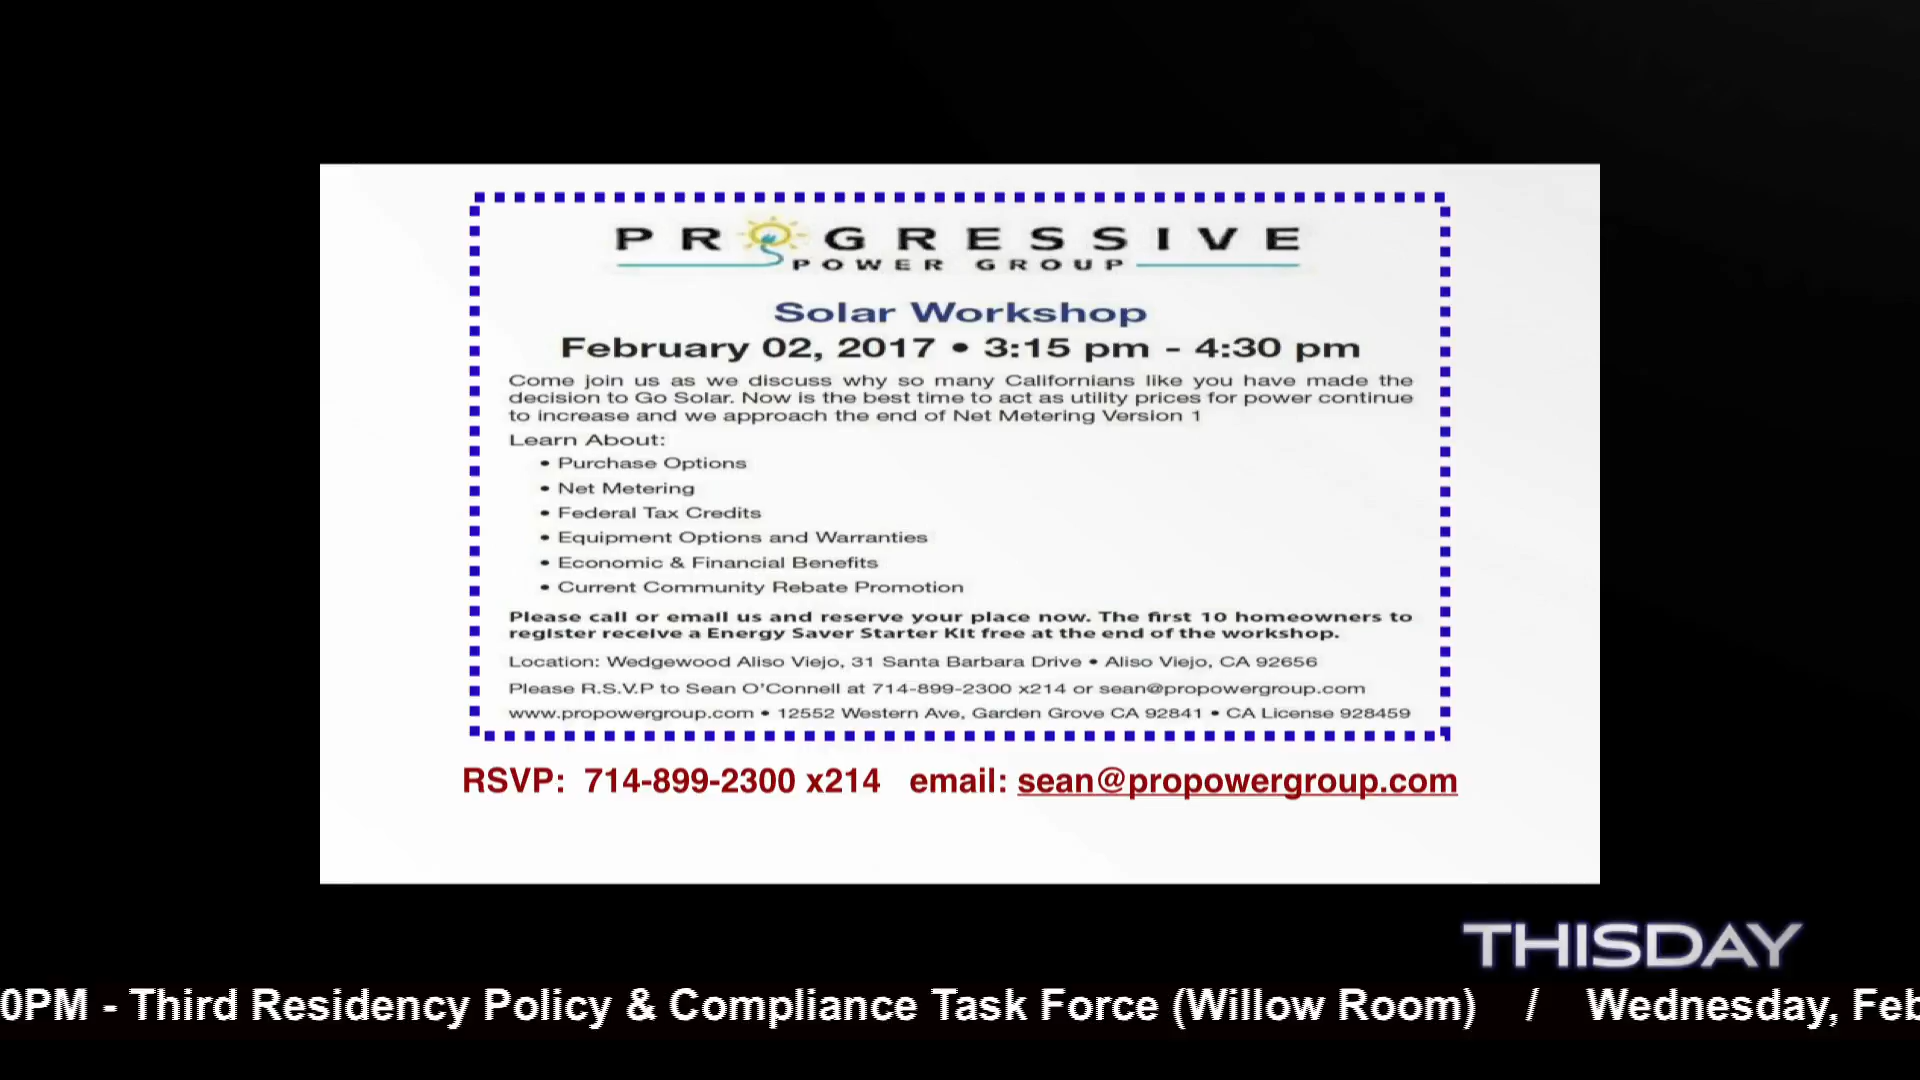 PROGRESSIVE
POWER GROUP
Solar Workshop
February 02, 2017 • 3:15 pm - 4:30 pm
Come join us as we discuss why so many Californians like you have made the
decision to Go Solar. Now is the best time to act as utility prices for power continue
to increase and we approach the end of Net Metering Version 1
Learn About:
• Purchase Options
• Net Metering
• Federal Tax Credits
• Equipment Options and Warranties
• Economic & Financial Benefits
• Current Community Rebate Promotion
Please call or email us and reserve your place now. The first 10 homeowners to
register receive a Energy Saver Starter Kit free at the end of the workshop.
Location: Wedgewood Aliso Viejo, 31 Santa Barbara Drive • Aliso Viejo, CA 92656
Please R.S.V.P to Sean O'Connell at 714-899-2300 x214 or sean@propowergroup.com
www.propowergroup.com • 12552 Western Ave, Garden Grove CA 92841 • CA License 928459
RSVP: 714-899-2300 x214 email: sean@propowergroup.com
THISDAY
0PM - Third Residency Policy & Compliance Task Force (Willow Room) / Wednesday, Feb